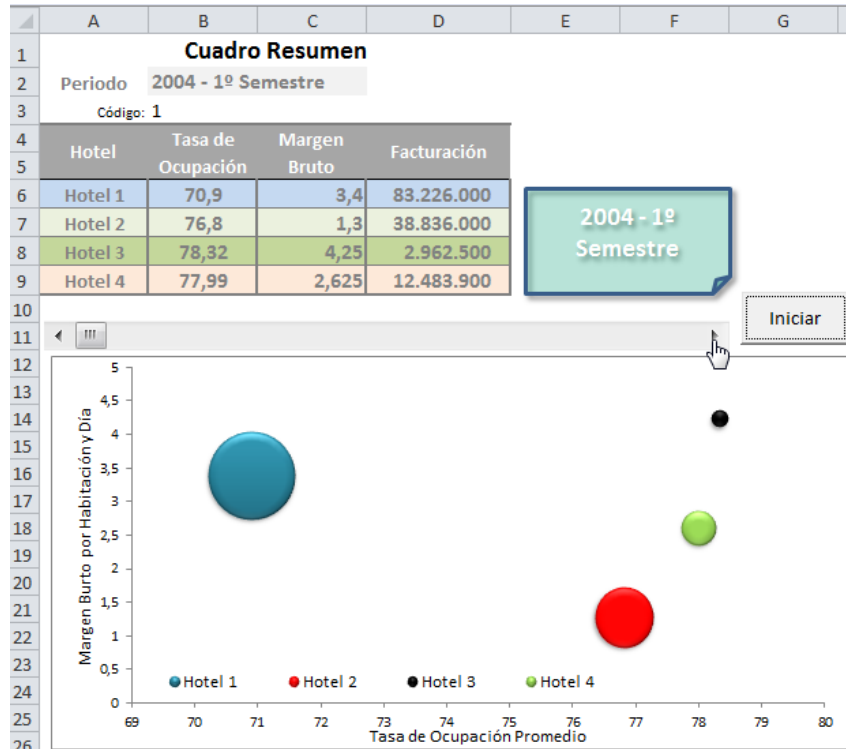 A B C D E F G
1 Cuadro Resumen
2 Periodo 2004 - 1º Semestre
3 Código: 1
4 Hotel Tasa de Margen Facturación
5 Ocupación Bruto
6 Hotel 1 70,9 3,4 83.226.000
7 Hotel 2 76,8 1,3 38.836.000
8 Hotel 3 78,32 4,25 2.962.500
9 Hotel 4 77,99 2,625 12.483.900
2004 - 1º
Semestre
10
Iniciar
11
12
13
14
15
16
17
18
19
20
21
22
23
24
25
26
Margen Burto por Habitación y Día
5
4,5
4
3,5
3
2,5
2
1,5
1
0,5
0
Hotel 1 Hotel 2 Hotel 3 Hotel 4
69 70 71 72 73 74 75 76 77 78 79 80
Tasa de Ocupación Promedio